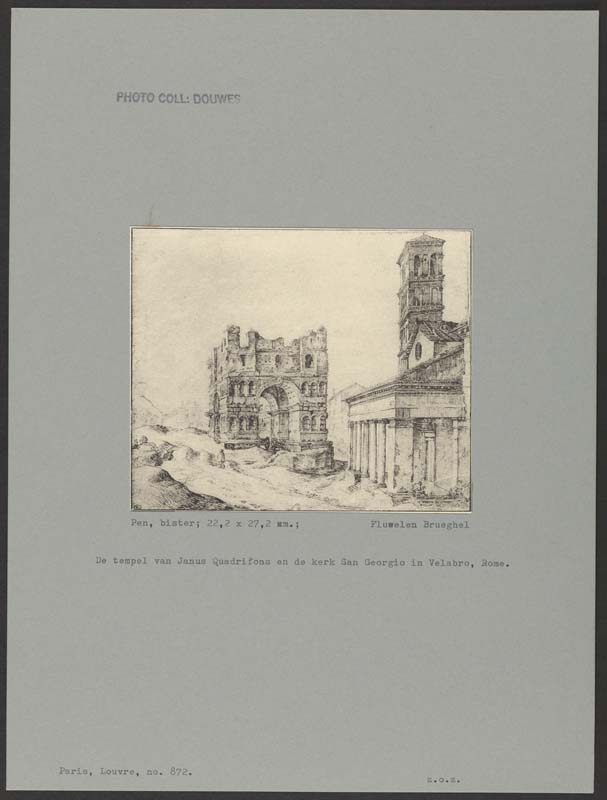 PHOTO COLL: DOUWES
Pen, bister; 22,2 x 27,2 mm.; Fluwelen Brueghel
De tempel van Janus Quadrifons en de kerk San Georgio in Velabro, Rome.
Paris, Louvre, no. 872.
z.o.z.